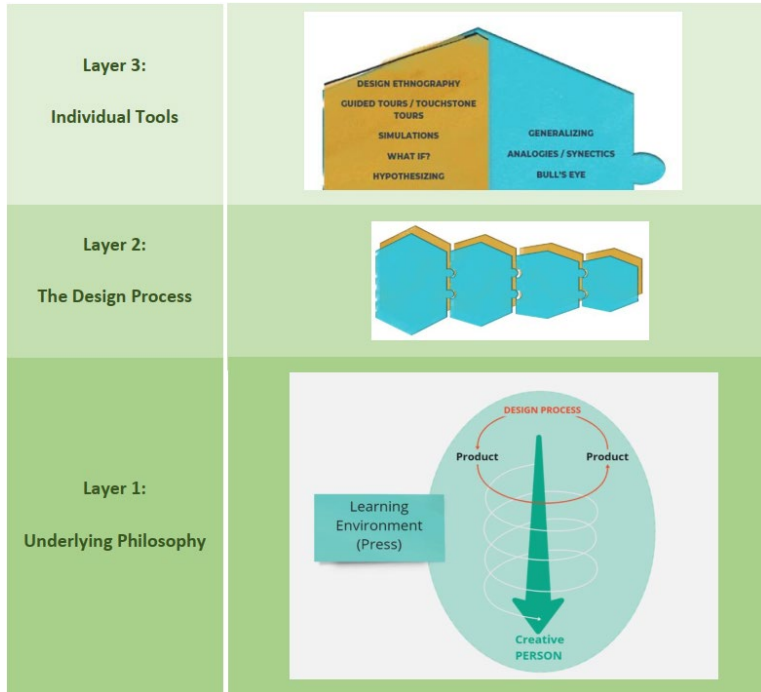 Layer 3:
Individual Tools
DESIGN ETHNOGRAPHY
GUIDED TOURS / TOUCHSTONE
TOURS
SIMULATIONS
WHAT IF?
HYPOTHESIZING
GENERALIZING
ANALOGIES / SYNECTICS
BULL'S EYE
Layer 2:
The Design Process
Layer 1:
Underlying Philosophy
DESIGN PROCESS
Product
Product
Learning
Environment
(Press)
Creative
PERSON